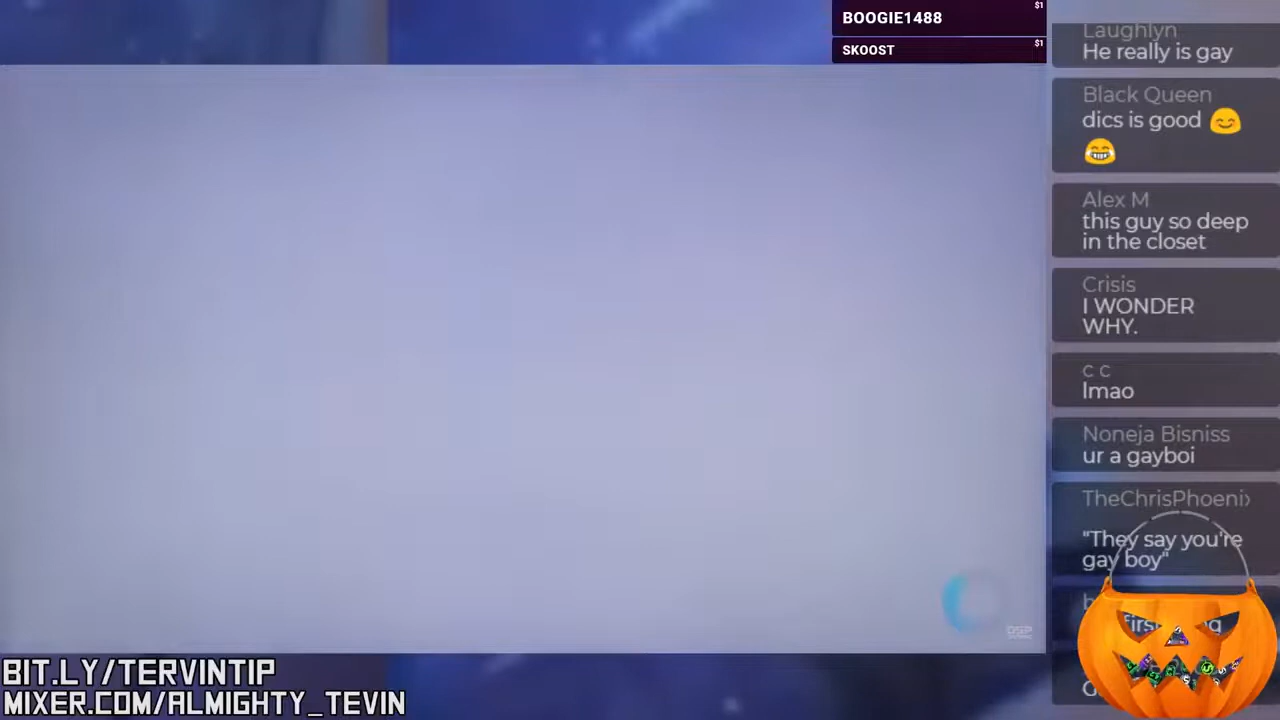 BOOGIE1488
$1
SKOOST
$1
Laughlyn
He really is gay
Black Queen
dics is good
Alex M
this guy so deep
in the closet
Crisis
I WONDER
WHY.
C C
lmao
Noneja Bisniss
ur a gayboi
TheChrisPhoenix
"They say you're
gay boy"
DSP
BIT.LY/TERVINTIP
MIXER.COM/ALMIGHTY_TEVIN